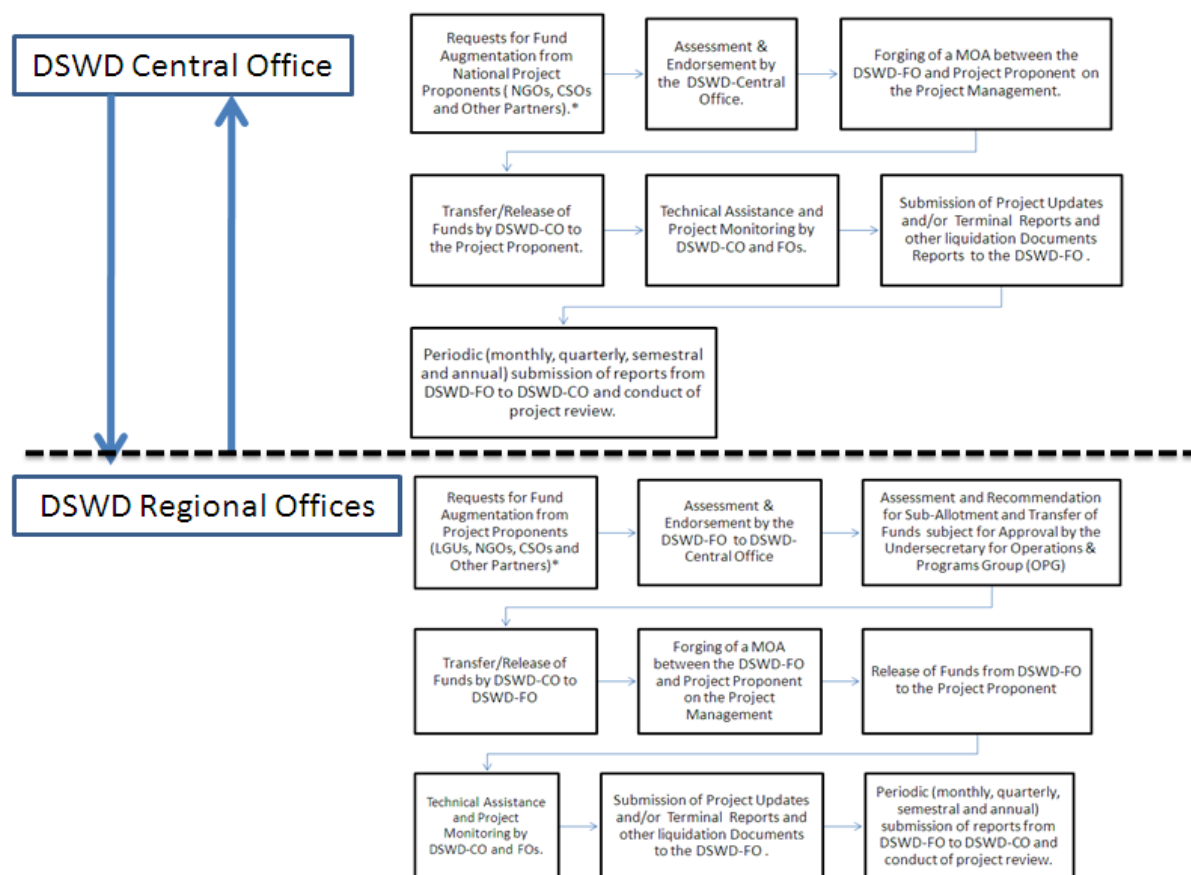 DSWD Central Office
Requests for Fund
Augmentation from
National Project
Proponents ( NGOs, CSOs
and Other Partners).*
Assessment &
Endorsement by
the DSWD-Central
Office.
Forging of a MOA between the
DSWD-FO and Project Proponent on
the Project Management.
Transfer/Release of
Funds by DSWD-CO to
the Project Proponent.
Technical Assistance and
Project Monitoring by
DSWD-CO and FOs.
Submission of Project Updates
and/or Terminal Reports and
other liquidation Documents
Reports to the DSWD-FO .
Periodic (monthly, quarterly, semestral
and annual) submission of reports from
DSWD-FO to DSWD-CO and conduct of
project review.
DSWD Regional Offices
Requests for Fund
Augmentation from
Project Proponents
(LGUs, NGOs, CSOs and
Other Partners)*
Assessment &
Endorsement by the
DSWD-FO to DSWD-
Central Office
Assessment and Recommendation
for Sub-Allotment and Transfer of
Funds subject for Approval by the
Undersecretary for Operations &
Programs Group (OPG)
Transfer/Release of
Funds by DSWD-CO to
DSWD-FO
Forging of a MOA
between the DSWD-FO
and Project Proponent
on the Project
Management
Release of Funds from DSWD-FO
to the Project Proponent
Technical Assistance
and Project
Monitoring by
DSWD-CO and FOs.
Submission of Project Updates
and/or Terminal Reports and
other liquidation Documents
to the DSWD-FO .
Periodic (monthly, quarterly,
semestral and annual)
submission of reports from
DSWD-FO to DSWD-CO and
conduct of project review.